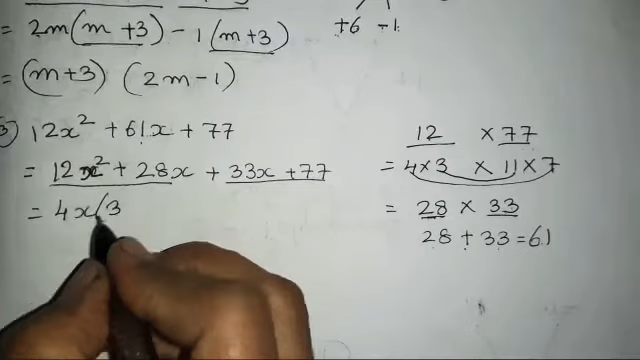 = 2m(m+3) - 1(m+3)
+6 -1
= (m+3) (2m-1)
3) 12x² + 61x + 77
= 12x² + 28x + 33x + 77
= 4x(3
12 × 77
= 4×3 × 11×7
= 28 × 33
28 + 33 = 61